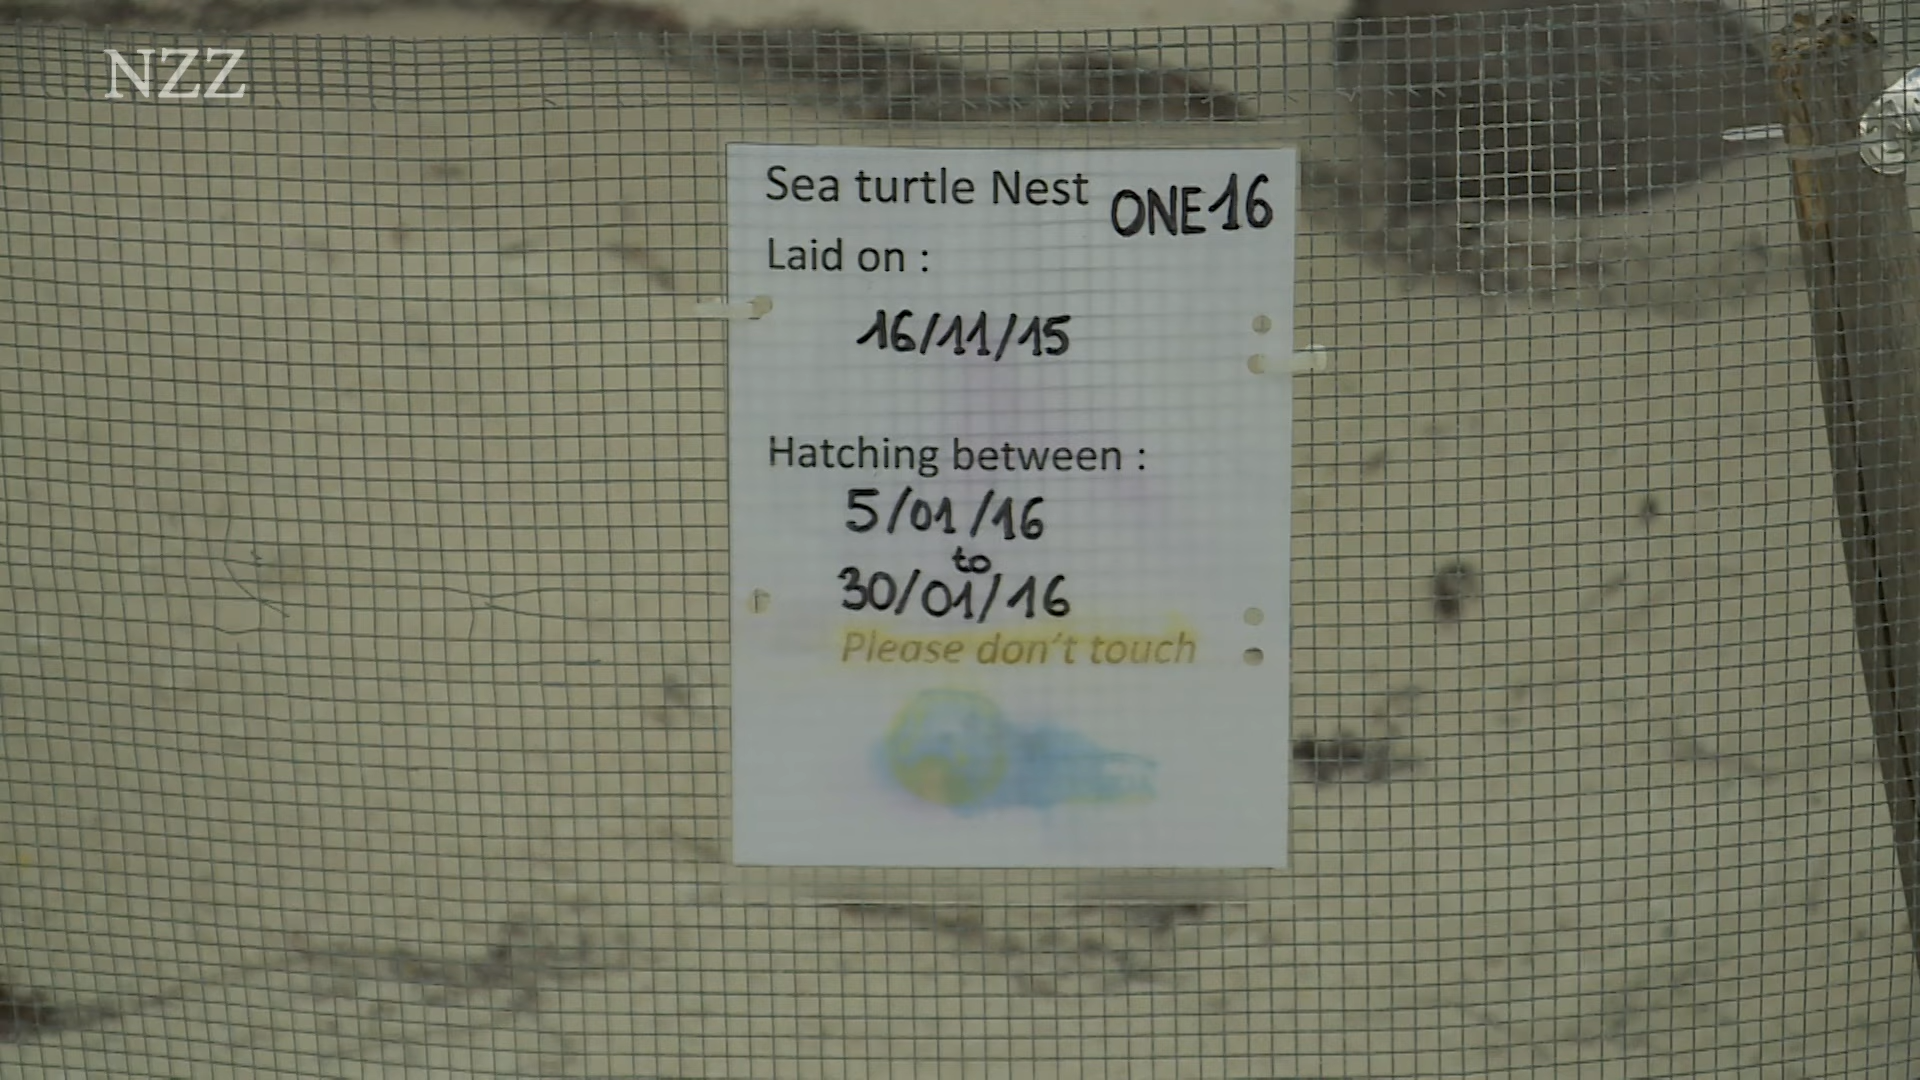 NZZ
Sea turtle Nest ONE16
Laid on :
16/11/15
Hatching between :
5/01/16
to
30/01/16
Please don't touch